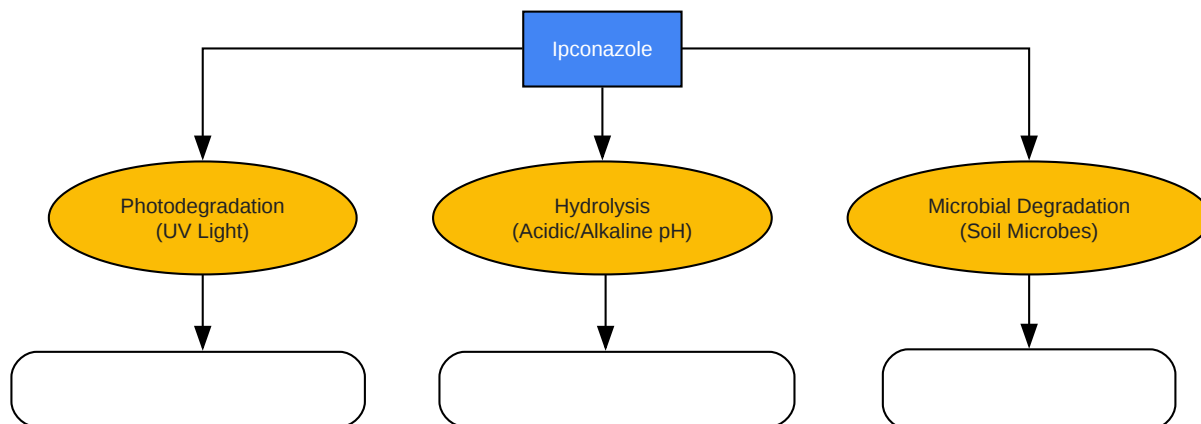 Ipconazole
Photodegradation
(UV Light)
Hydrolysis
(Acidic/Alkaline pH)
Microbial Degradation
(Soil Microbes)